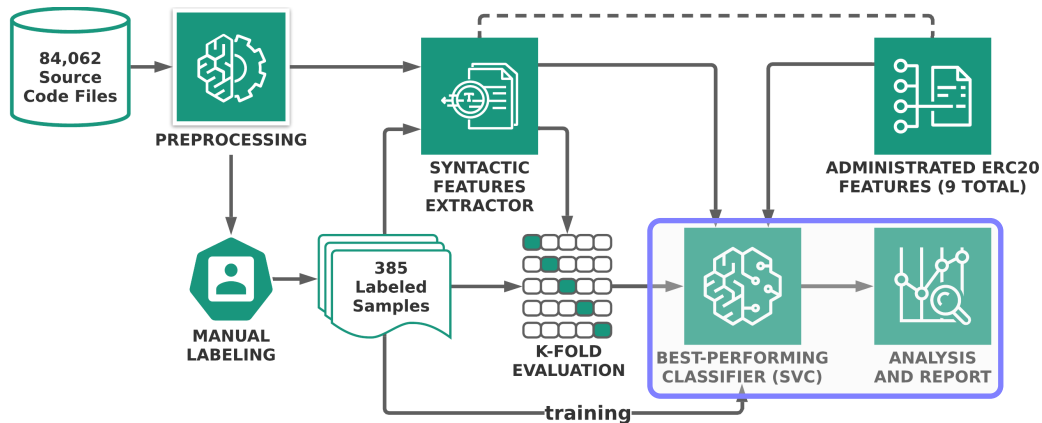 84,062
Source
Code Files
PREPROCESSING
SYNTACTIC
FEATURES
EXTRACTOR
ADMINISTRATED ERC20
FEATURES (9 TOTAL)
MANUAL
LABELING
385
Labeled
Samples
K-FOLD
EVALUATION
BEST-PERFORMING
CLASSIFIER (SVC)
ANALYSIS
AND REPORT
training